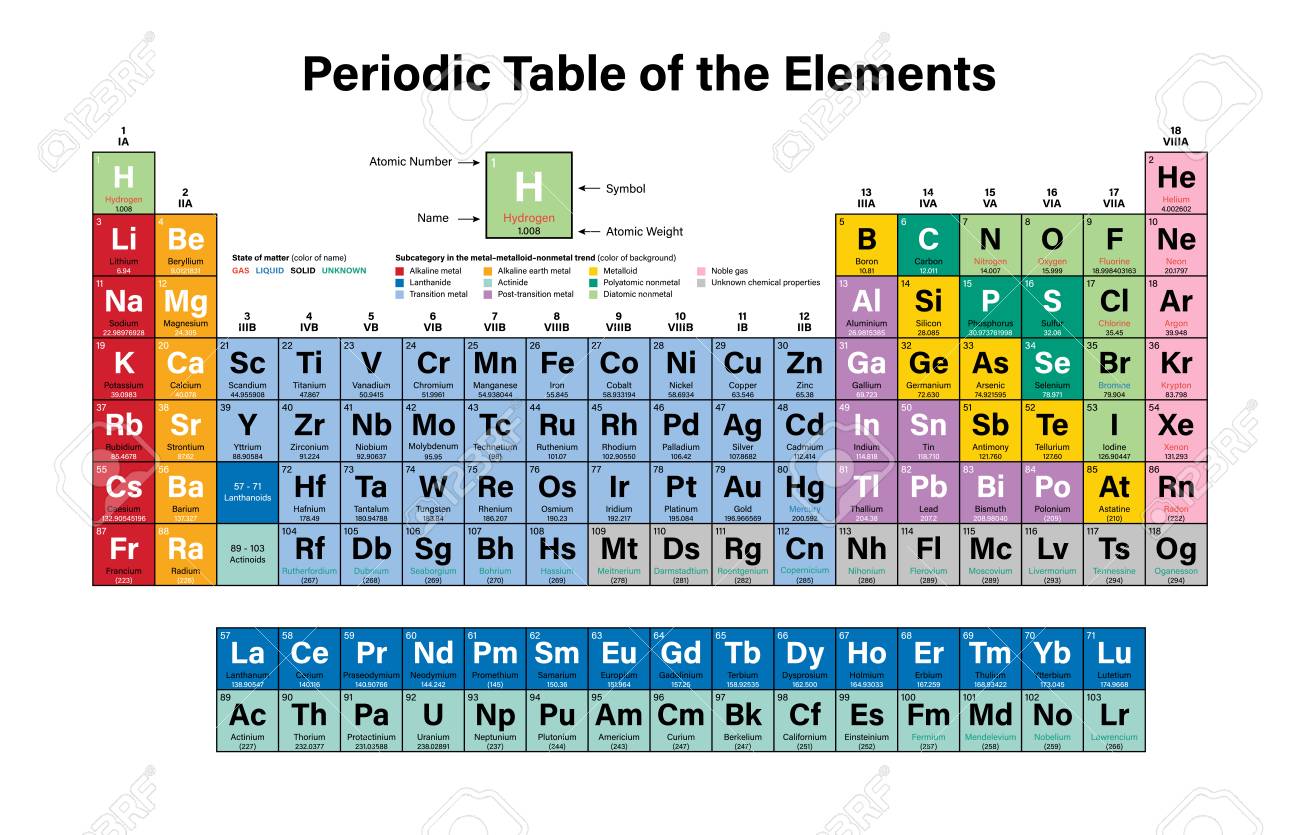 Periodic Table of the Elements
1
IA
18
VIIIA
Atomic Number
1
H
Hydrogen
1.008
Symbol
Name
Atomic Weight
2
IIA
13
IIIA
14
IVA
15
VA
16
VIA
17
VIIA
State of matter (color of name)
GAS LIQUID SOLID UNKNOWN
Subcategory in the metal–metalloid–nonmetal trend (color of background)
Alkaline metal Alkaline earth metal Metalloid Noble gas
Lanthanide Actinide Polyatomic nonmetal Unknown chemical properties
Transition metal Post-transition metal Diatomic nonmetal
3 4 5 6 7 8 9 10 11 12
IIIB IVB VB VIB VIIB VIIIB VIIIB VIIIB IB IIB
1 2
H He
Hydrogen Helium
1.008 4.002602
3 4 5 6 7 8 9 10
Li Be B C N O F Ne
Lithium Beryllium Boron Carbon Nitrogen Oxygen Fluorine Neon
6.94 9.0121831 10.81 12.011 14.007 15.999 18.998403163 20.1797
11 12 13 14 15 16 17 18
Na Mg Al Si P S Cl Ar
Sodium Magnesium Aluminium Silicon Phosphorus Sulfur Chlorine Argon
22.98976928 24.305 26.9815385 28.085 30.973761998 32.06 35.45 39.948
19 20 21 22 23 24 25 26 27 28 29 30 31 32 33 34 35 36
K Ca Sc Ti V Cr Mn Fe Co Ni Cu Zn Ga Ge As Se Br Kr
Potassium Calcium Scandium Titanium Vanadium Chromium Manganese Iron Cobalt Nickel Copper Zinc Gallium Germanium Arsenic Selenium Bromine Krypton
39.0983 40.078 44.955908 47.867 50.9415 51.9961 54.938044 55.845 58.933194 58.6934 63.546 65.38 69.723 72.630 74.921595 78.971 79.904 83.798
37 38 39 40 41 42 43 44 45 46 47 48 49 50 51 52 53 54
Rb Sr Y Zr Nb Mo Tc Ru Rh Pd Ag Cd In Sn Sb Te I Xe
Rubidium Strontium Yttrium Zirconium Niobium Molybdenum Technetium Ruthenium Rhodium Palladium Silver Cadmium Indium Tin Antimony Tellurium Iodine Xenon
85.4678 87.62 88.90584 91.224 92.90637 95.95 (98) 101.07 102.90550 106.42 107.8682 112.414 114.818 118.710 121.760 127.60 126.90447 131.293
55 56 57 - 71 72 73 74 75 76 77 78 79 80 81 82 83 84 85 86
Cs Ba Lanthanoids Hf Ta W Re Os Ir Pt Au Hg Tl Pb Bi Po At Rn
Caesium Barium Hafnium Tantalum Tungsten Rhenium Osmium Iridium Platinum Gold Mercury Thallium Lead Bismuth Polonium Astatine Radon
132.90545196 137.327 178.49 180.94788 183.84 186.207 190.23 192.217 195.084 196.966569 200.592 204.38 207.2 208.98040 (209) (210) (222)
87 88 89 - 103 104 105 106 107 108 109 110 111 112 113 114 115 116 117 118
Fr Ra Actinoids Rf Db Sg Bh Hs Mt Ds Rg Cn Nh Fl Mc Lv Ts Og
Francium Radium Rutherfordium Dubnium Seaborgium Bohrium Hassium Meitnerium Darmstadtium Roentgenium Copernicium Nihonium Flerovium Moscovium Livermorium Tennessine Oganesson
(223) (226) (267) (268) (269) (270) (269) (278) (281) (282) (285) (286) (289) (289) (293) (294) (294)
57 58 59 60 61 62 63 64 65 66 67 68 69 70 71
La Ce Pr Nd Pm Sm Eu Gd Tb Dy Ho Er Tm Yb Lu
Lanthanum Cerium Praseodymium Neodymium Promethium Samarium Europium Gadolinium Terbium Dysprosium Holmium Erbium Thulium Ytterbium Lutetium
138.90547 140.116 140.90766 144.242 (145) 150.36 151.964 157.25 158.92535 162.500 164.93033 167.259 168.93422 173.045 174.9668
89 90 91 92 93 94 95 96 97 98 99 100 101 102 103
Ac Th Pa U Np Pu Am Cm Bk Cf Es Fm Md No Lr
Actinium Thorium Protactinium Uranium Neptunium Plutonium Americium Curium Berkelium Californium Einsteinium Fermium Mendelevium Nobelium Lawrencium
(227) 232.0377 231.03588 238.02891 (237) (244) (243) (247) (247) (251) (252) (257) (258) (259) (266)
123RF